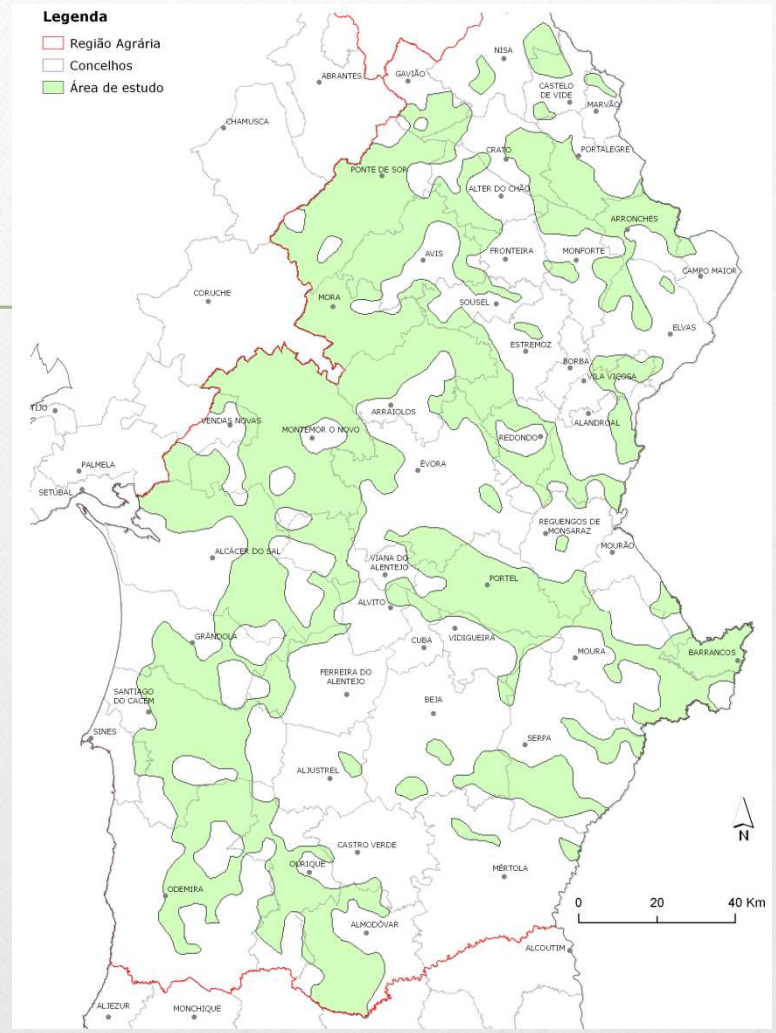 Legenda
Região Agrária
Concelhos
Área de estudo
NISA
ABRANTES
GAVIÃO
CASTELO
DE VIDE
MARVÃO
CHAMUSCA
CRATO
PORTALEGRE
PONTE DE SOR
ALTER DO CHÃO
ARRONCHES
AVIS
FRONTEIRA
MONFORTE
CAMPO MAIOR
CORUCHE
MORA
SOUSEL
ELVAS
ESTREMOZ
BORBA
VILA VIÇOSA
TIJO
ARRAIOLOS
VENDAS NOVAS
MONTEMOR O NOVO
REDONDO
ALANDROAL
PALMELA
ÉVORA
SETÚBAL
REGUENGOS DE
MONSARAZ
MOURÃO
ALCÁCER DO SAL
VIANA DO
ALENTEJO
PORTEL
ALVITO
GRÂNDOLA
CUBA
VIDIGUEIRA
MOURA
BARRANCOS
FERREIRA DO
ALENTEJO
SANTIAGO
DO CACÉM
BEJA
SINES
SERPA
ALJUSTREL
N
CASTRO VERDE
OURIQUE
MÉRTOLA
ODEMIRA
0 20 40 Km
ALMODÔVAR
ALCOUTIM
ALJEZUR
MONCHIQUE